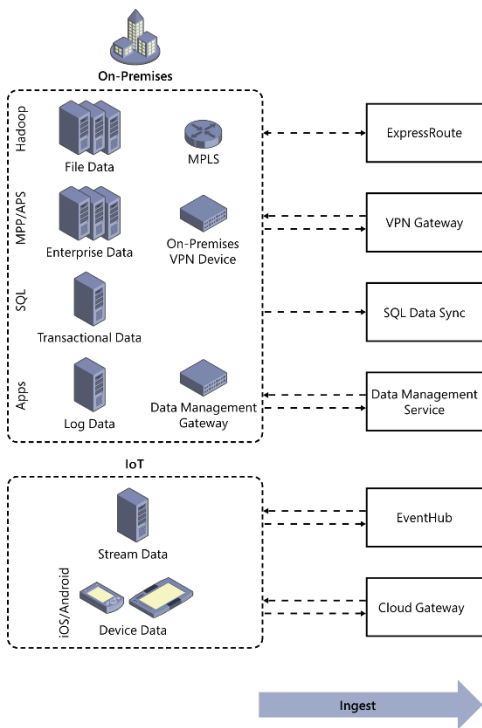 On-Premises
Hadoop
File Data
MPLS
ExpressRoute
MPP/APS
Enterprise Data
On-Premises
VPN Device
VPN Gateway
SQL
Transactional Data
SQL Data Sync
Apps
Log Data
Data Management
Gateway
Data Management
Service
IoT
Stream Data
EventHub
iOS/Android
Device Data
Cloud Gateway
Ingest